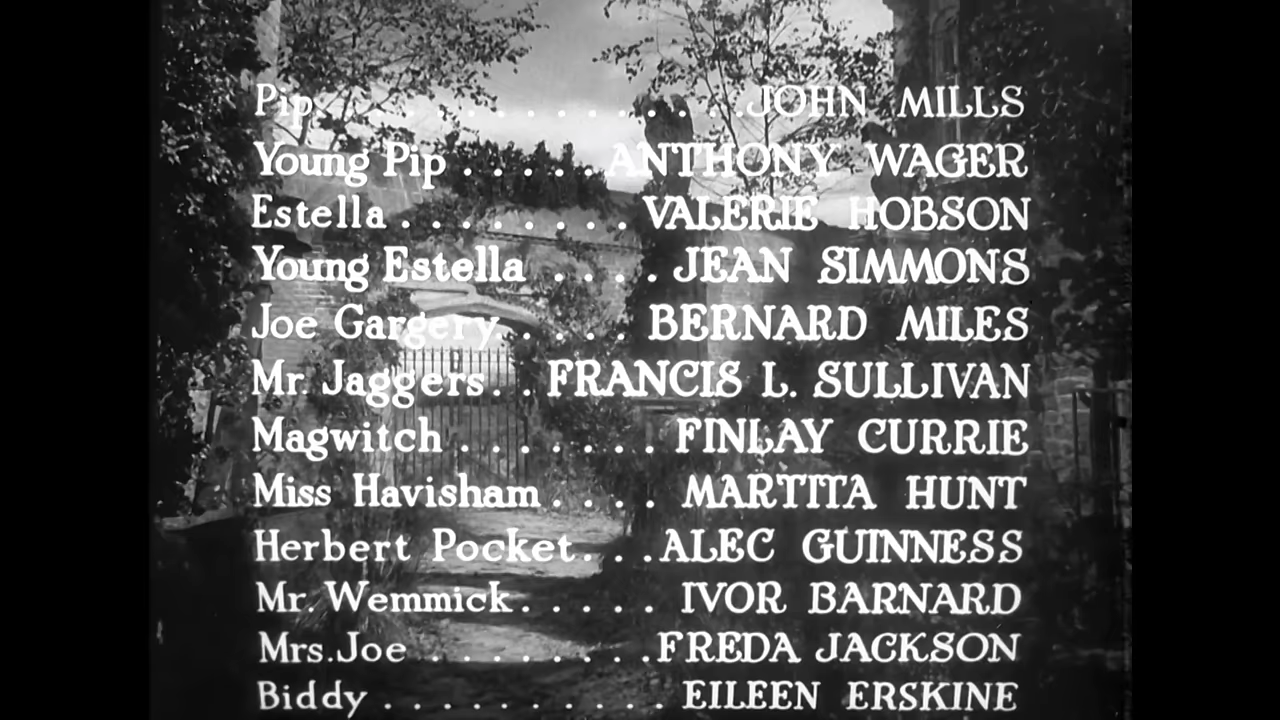 Pip . . . . . . . . . . . . . JOHN MILLS
Young Pip . . . . . ANTHONY WAGER
Estella . . . . . . . . VALERIE HOBSON
Young Estella . . . . JEAN SIMMONS
Joe Gargery . . . . . BERNARD MILES
Mr. Jaggers . . FRANCIS L. SULLIVAN
Magwitch . . . . . . . FINLAY CURRIE
Miss Havisham . . . . MARTITA HUNT
Herbert Pocket . . . ALEC GUINNESS
Mr. Wemmick . . . . . IVOR BARNARD
Mrs. Joe . . . . . . . . . FREDA JACKSON
Biddy . . . . . . . . . . EILEEN ERSKINE